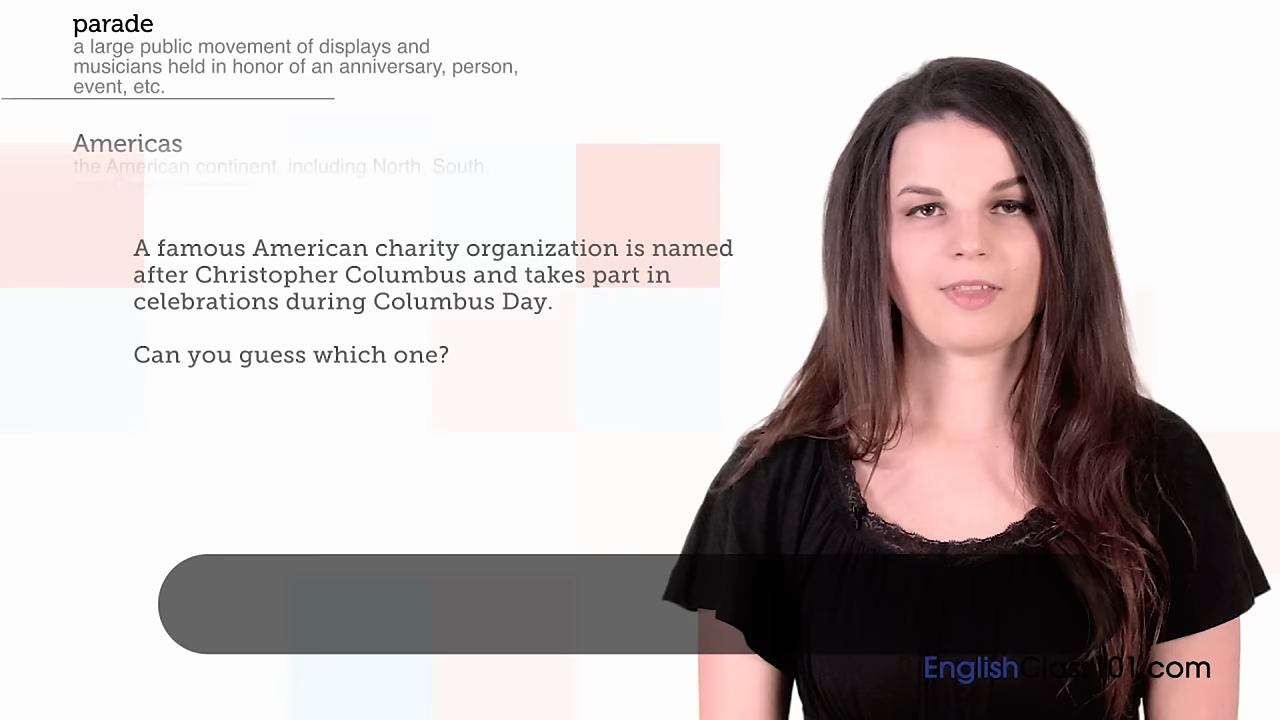 parade
a large public movement of displays and
musicians held in honor of an anniversary, person,
event, etc.
Americas
the American continent, including North, South,
A famous American charity organization is named
after Christopher Columbus and takes part in
celebrations during Columbus Day.
Can you guess which one?
EnglishClass101.com